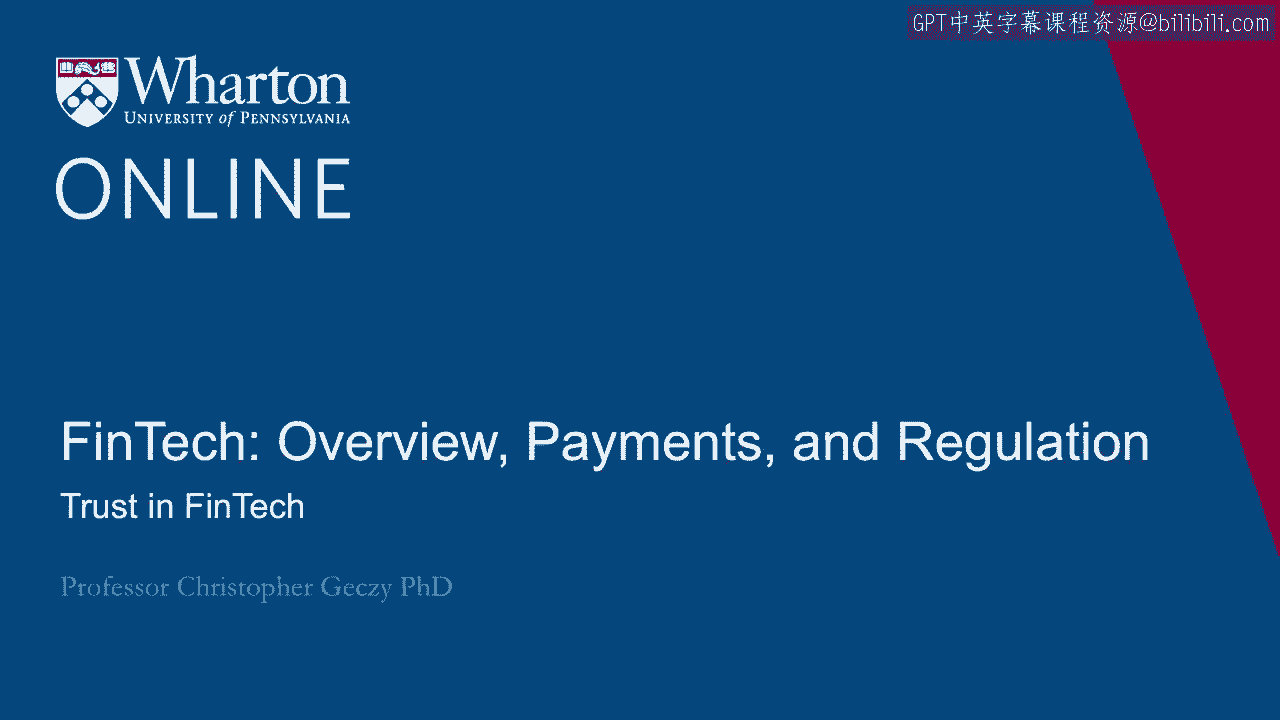 GPT中英字幕课程资源@bilibili.com
Wharton
UNIVERSITY of PENNSYLVANIA
ONLINE
FinTech: Overview, Payments, and Regulation
Trust in FinTech
Professor Christopher Geczy PhD